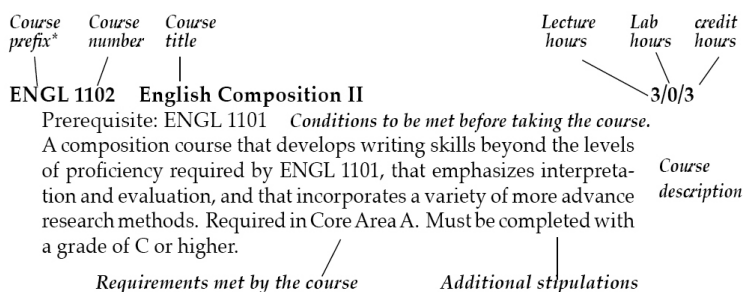 Course Course Course Lecture Lab credit
prefix* number title hours hours hours
ENGL 1102 English Composition II 3/0/3
Prerequisite: ENGL 1101 Conditions to be met before taking the course.
A composition course that develops writing skills beyond the levels
of proficiency required by ENGL 1101, that emphasizes interpreta-
tion and evaluation, and that incorporates a variety of more advance
research methods. Required in Core Area A. Must be completed with
a grade of C or higher.
Course
description
Requirements met by the course Additional stipulations